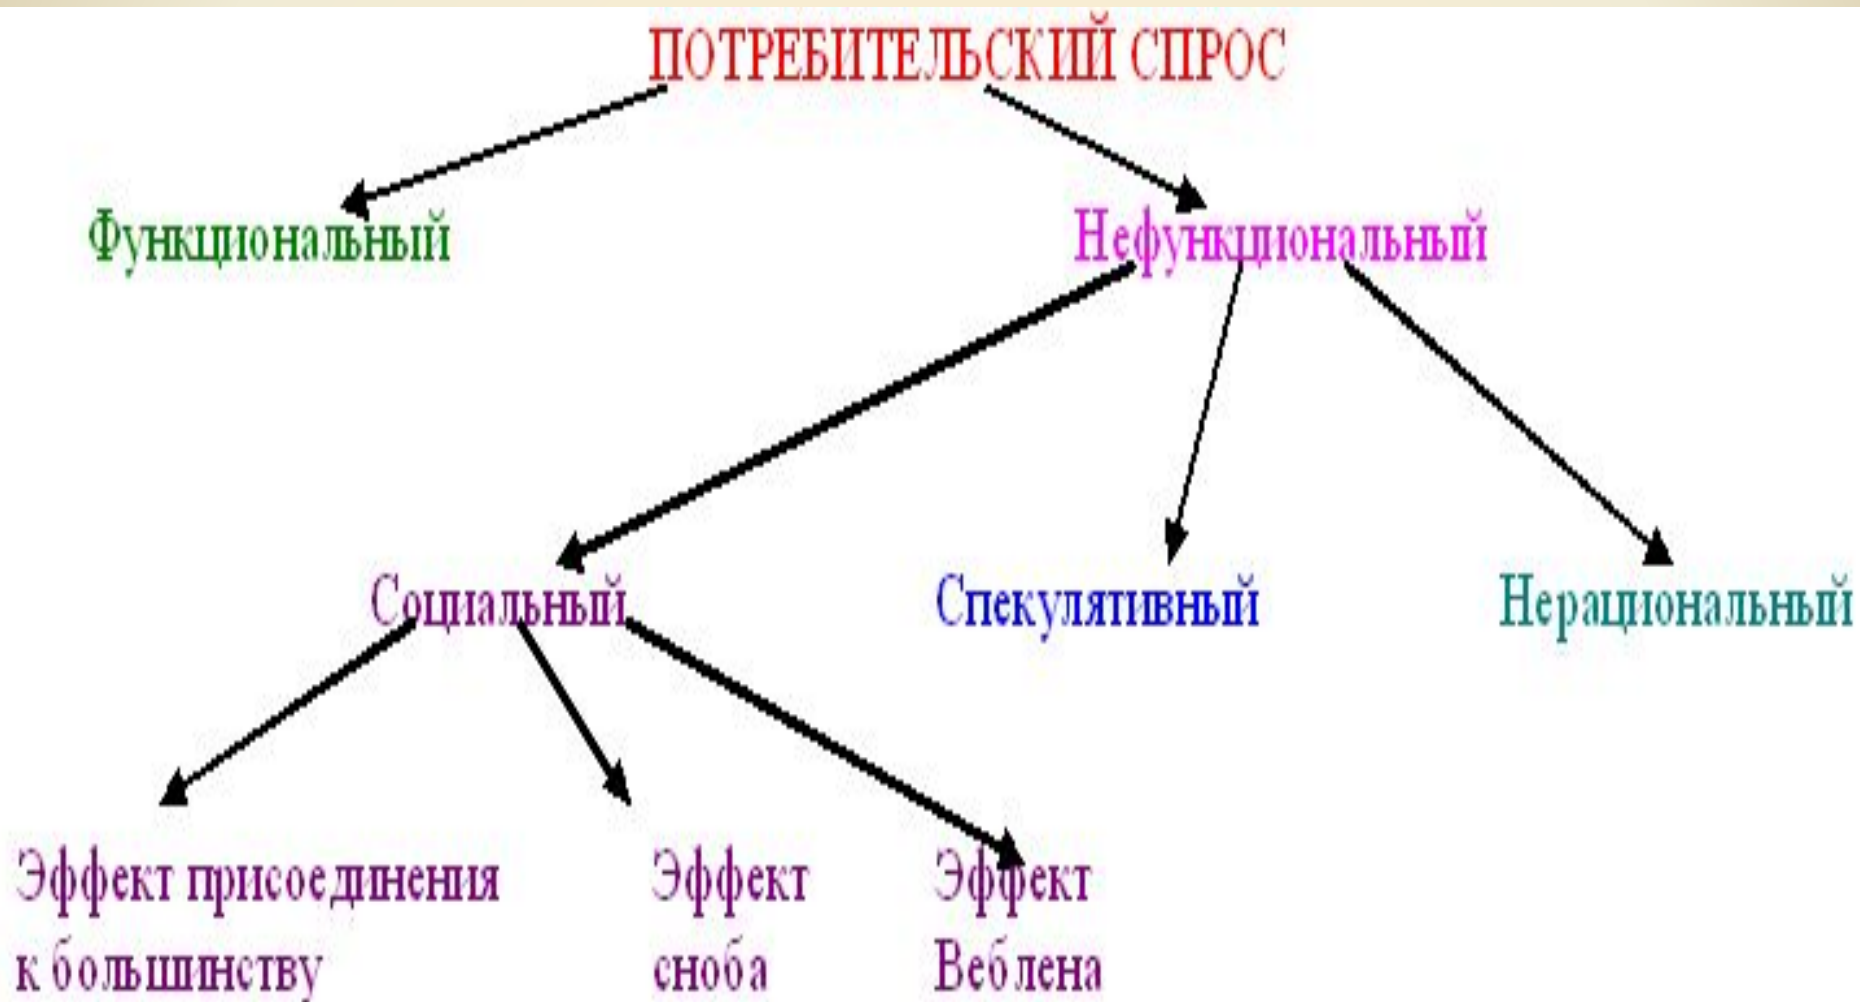 ПОТРЕБИТЕЛЬСКИЙ СПРОС
Функциональный
Нефункциональный
Социальный
Спекулятивный
Нерациональный
Эффект присоединения
к большинству
Эффект
сноба
Эффект
Веблена